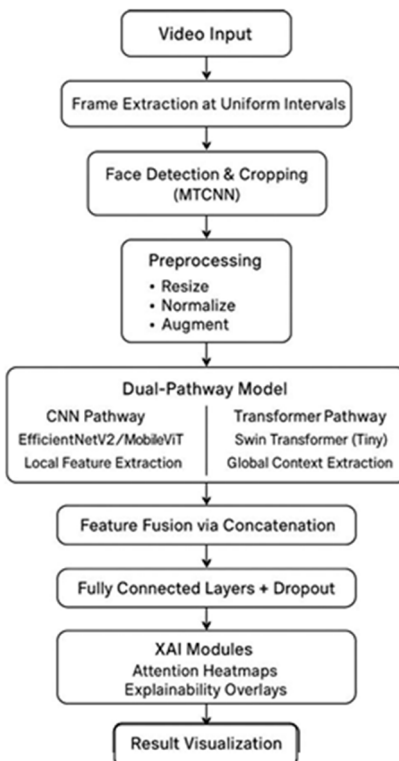 Video Input
Frame Extraction at Uniform Intervals
Face Detection & Cropping
(MTCNN)
Preprocessing
• Resize
• Normalize
• Augment
Dual-Pathway Model
CNN Pathway
EfficientNetV2/MobileViT
Local Feature Extraction
Transformer Pathway
Swin Transformer (Tiny)
Global Context Extraction
Feature Fusion via Concatenation
Fully Connected Layers + Dropout
XAI Modules
Attention Heatmaps
Explainability Overlays
Result Visualization